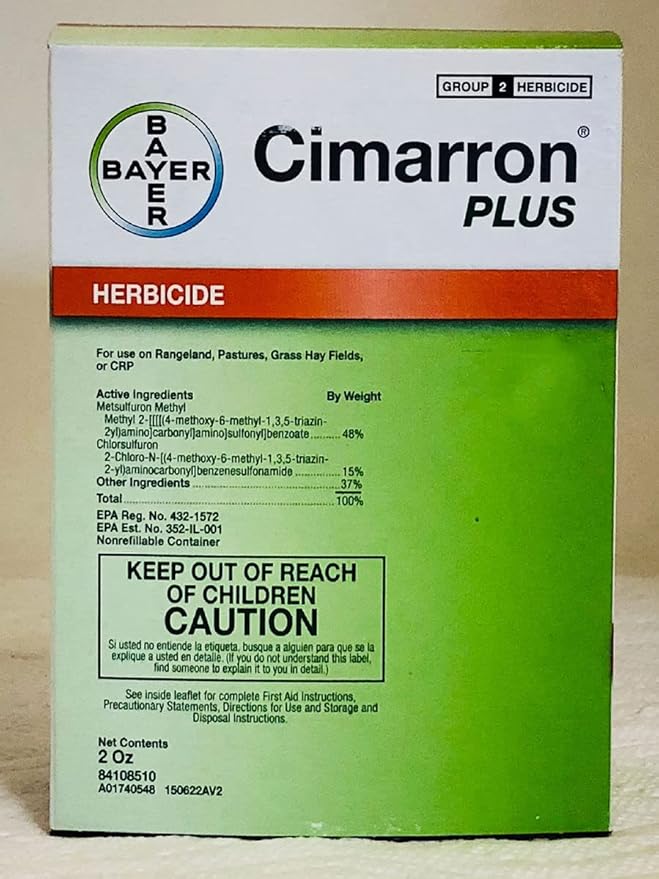 GROUP 2 HERBICIDE
BAYER
BAYER
Cimarron®
PLUS
HERBICIDE
For use on Rangeland, Pastures, Grass Hay Fields,
or CRP
Active Ingredients By Weight
Metsulfuron Methyl
Methyl 2-[[[[(4-methoxy-6-methyl-1,3,5-triazin-
2yl)amino]carbonyl]amino]sulfonyl]benzoate .......... 48%
Chlorsulfuron
2-Chloro-N-[(4-methoxy-6-methyl-1,3,5-triazin-
2-yl)aminocarbonyl]benzenesulfonamide .......... 15%
Other Ingredients .......... 37%
Total .......... 100%
EPA Reg. No. 432-1572
EPA Est. No. 352-IL-001
Nonrefillable Container
KEEP OUT OF REACH
OF CHILDREN
CAUTION
Si usted no entiende la etiqueta, busque a alguien para que se la
explique a usted en detalle. (If you do not understand this label,
find someone to explain it to you in detail.)
See inside leaflet for complete First Aid Instructions,
Precautionary Statements, Directions for Use and Storage and
Disposal Instructions.
Net Contents
2 Oz
84108510
A01740548 150622AV2